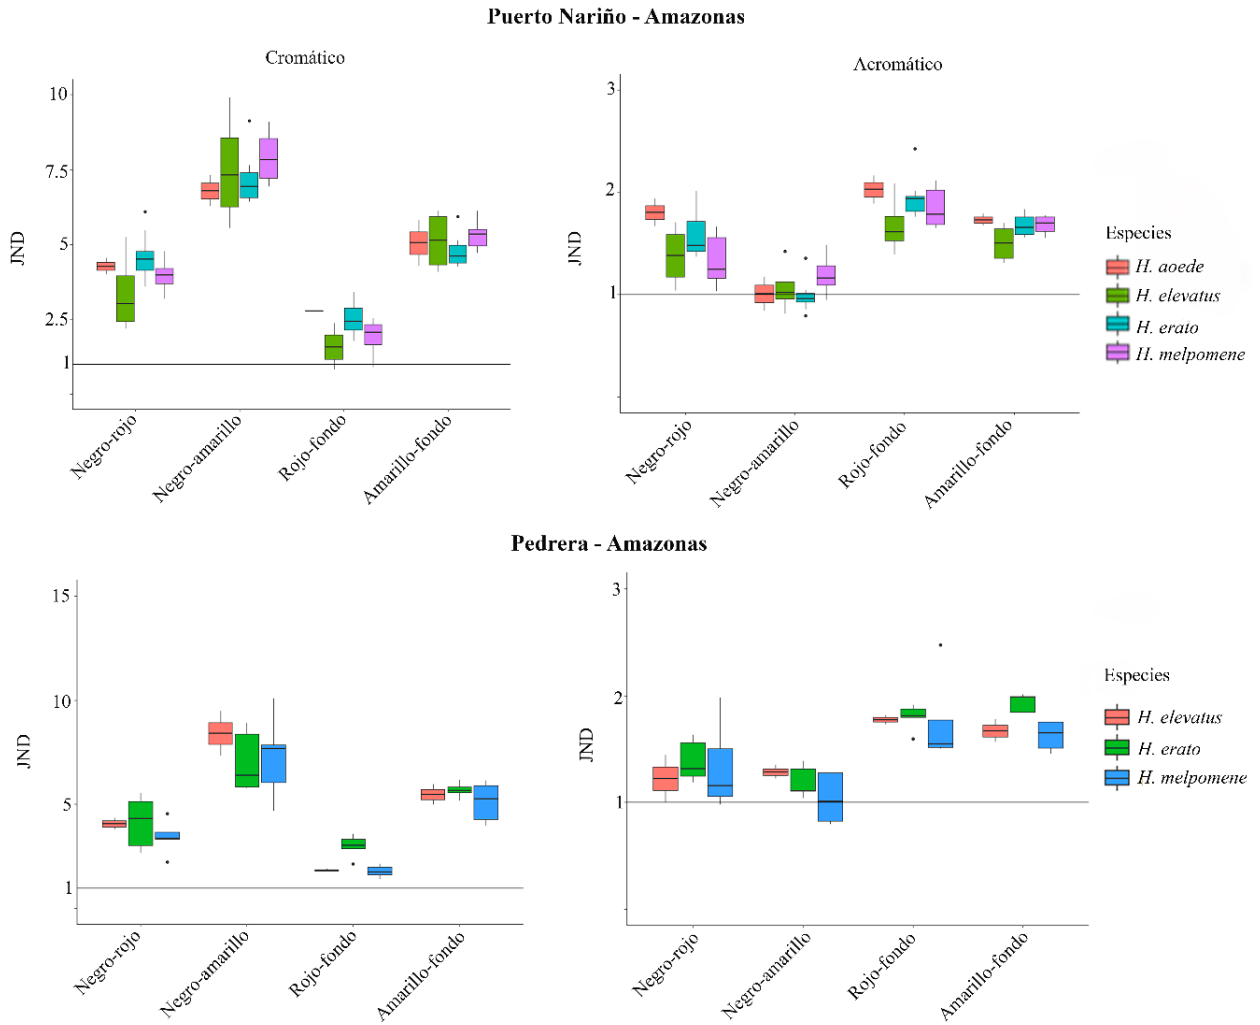 Puerto Nariño - Amazonas
Cromático
Acromático
JND
10
7.5
5
2.5
1
Negro-rojo
Negro-amarillo
Rojo-fondo
Amarillo-fondo
JND
3
2
1
Negro-rojo
Negro-amarillo
Rojo-fondo
Amarillo-fondo
Especies
H. aoede
H. elevatus
H. erato
H. melpomene
Pedrera - Amazonas
JND
15
10
5
1
Negro-rojo
Negro-amarillo
Rojo-fondo
Amarillo-fondo
JND
3
2
1
Negro-rojo
Negro-amarillo
Rojo-fondo
Amarillo-fondo
Especies
H. elevatus
H. erato
H. melpomene